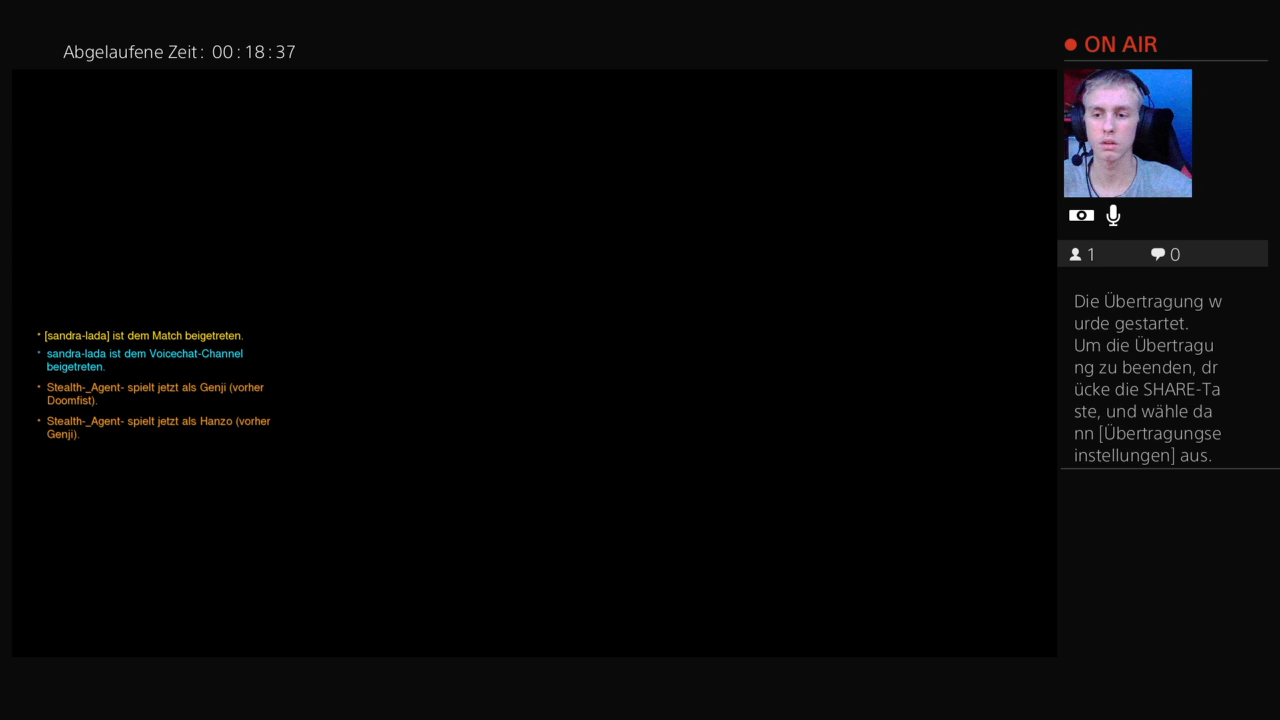 Abgelaufene Zeit: 00:18:37
ON AIR
1 0
* [sandra-lada] ist dem Match beigetreten.
* sandra-lada ist dem Voicechat-Channel
beigetreten.
* Stealth-_Agent- spielt jetzt als Genji (vorher
Doomfist).
* Stealth-_Agent- spielt jetzt als Hanzo (vorher
Genji).
Die Übertragung w
urde gestartet.
Um die Übertragu
ng zu beenden, dr
ücke die SHARE-Ta
ste, und wähle da
nn [Übertragungse
instellungen] aus.